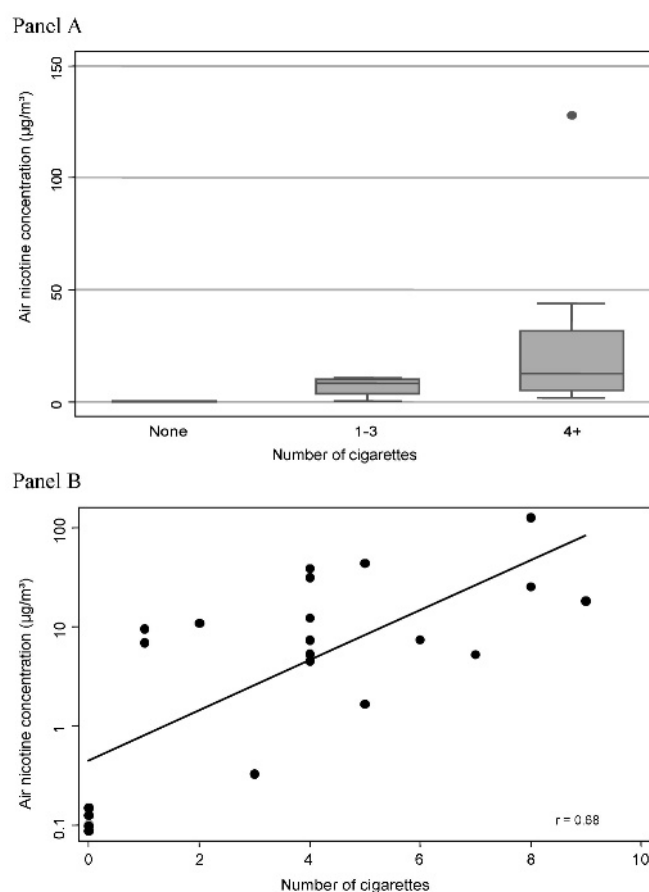 Panel A
Air nicotine concentration (µg/m³)
150
100
50
0
None 1-3 4+
Number of cigarettes
Panel B
Air nicotine concentration (µg/m³)
100
10
1
0.1
r = 0.68
0 2 4 6 8 10
Number of cigarettes